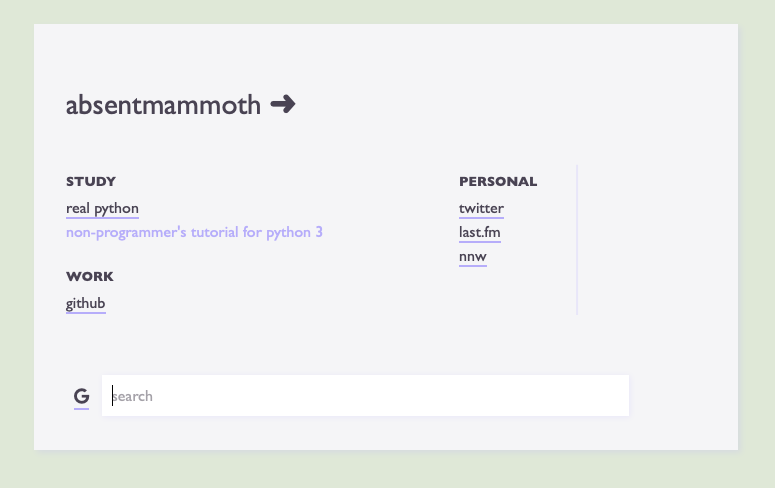 absentmammoth ➜
STUDY
real python
non-programmer's tutorial for python 3
WORK
github
PERSONAL
twitter
last.fm
nnw
G
search